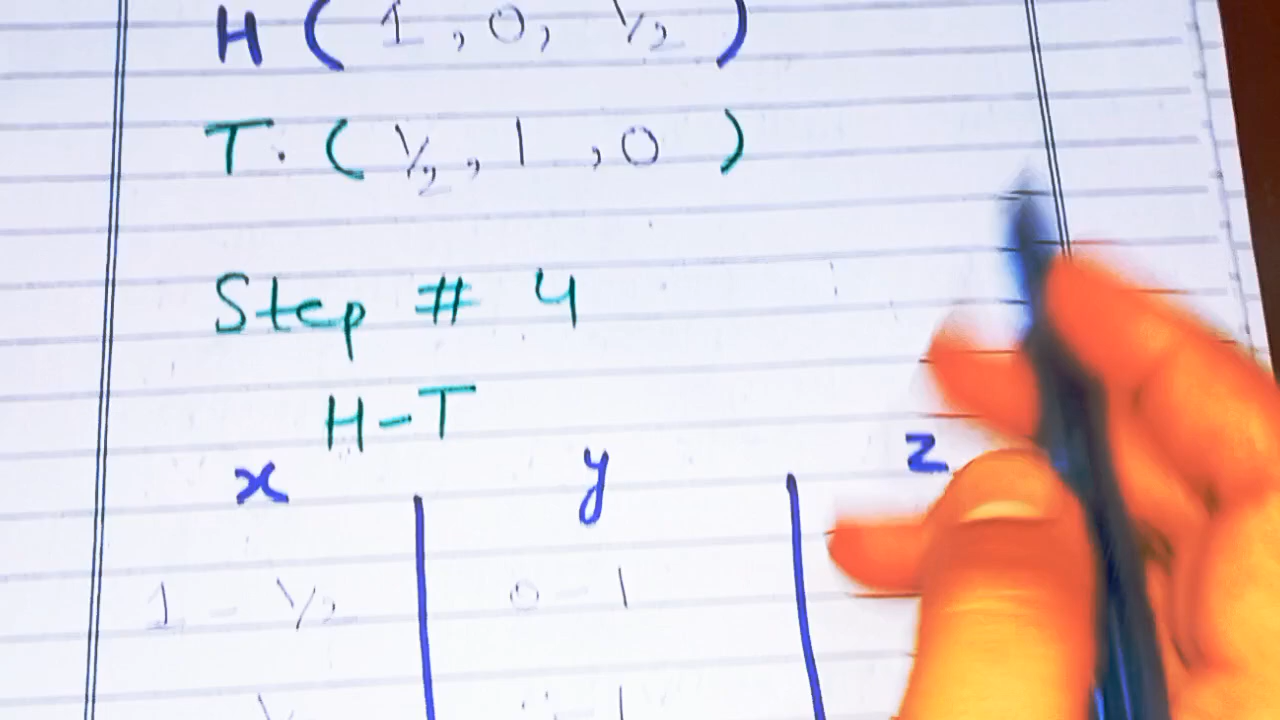 H ( 1 , 0 , ½ )
T. ( ½ , 1 , 0 )
Step # 4
H - T
x y z
1 - ½ 0 - 1